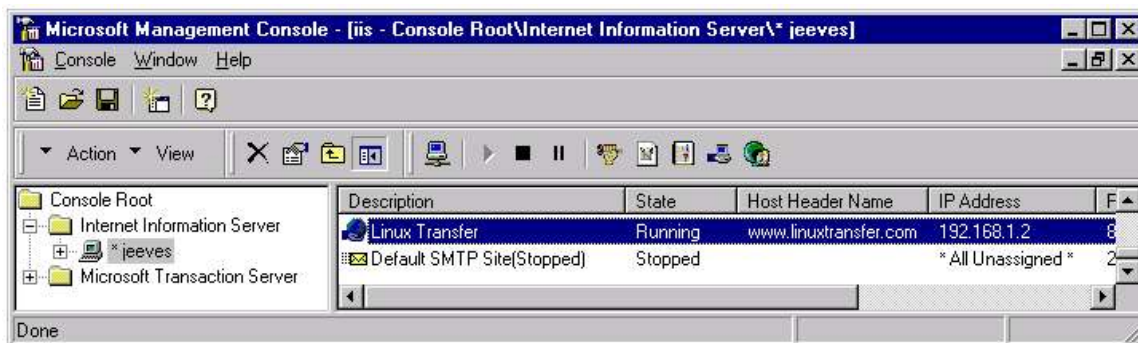 Microsoft Management Console - [iis - Console Root\Internet Information Server\* jeeves]
Console Window Help
Action View
Console Root
Internet Information Server
* jeeves
Microsoft Transaction Server
Description State Host Header Name IP Address
Linux Transfer Running www.linuxtransfer.com 192.168.1.2 8
Default SMTP Site(Stopped) Stopped * All Unassigned * 2
Done